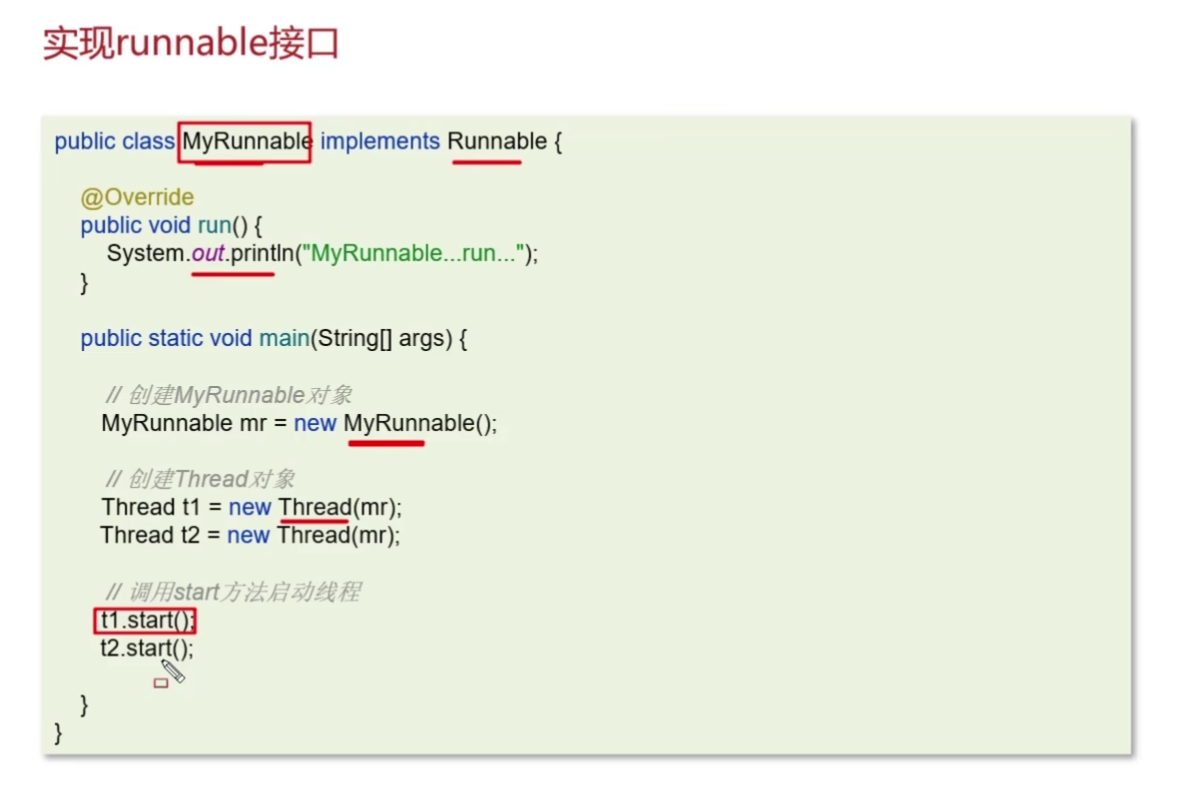 实现runnable接口
public class MyRunnable implements Runnable {
@Override
public void run() {
System.out.println("MyRunnable...run...");
}
public static void main(String[] args) {
// 创建MyRunnable对象
MyRunnable mr = new MyRunnable();
// 创建Thread对象
Thread t1 = new Thread(mr);
Thread t2 = new Thread(mr);
// 调用start方法启动线程
t1.start();
t2.start();
}
}